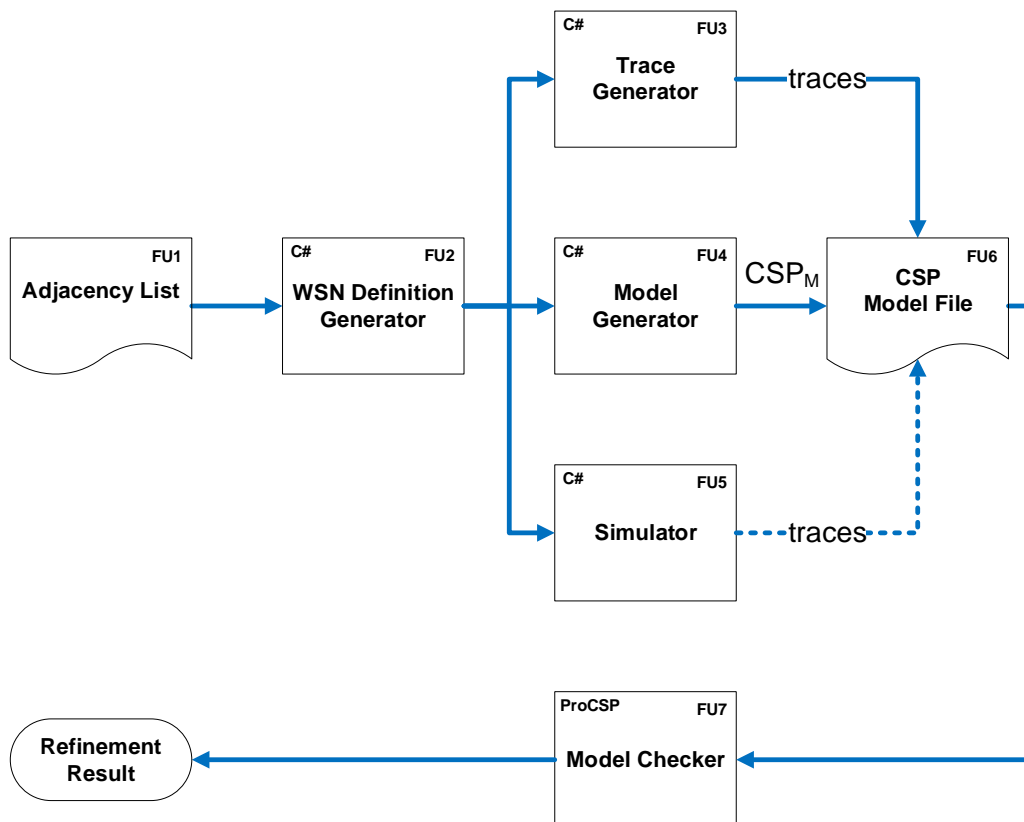 C#
FU3
Trace
Generator
traces
FU1
Adjacency List
C#
FU2
WSN Definition
Generator
C#
FU4
Model
Generator
CSPM
FU6
CSP
Model File
C#
FU5
Simulator
traces
Refinement
Result
ProCSP
FU7
Model Checker